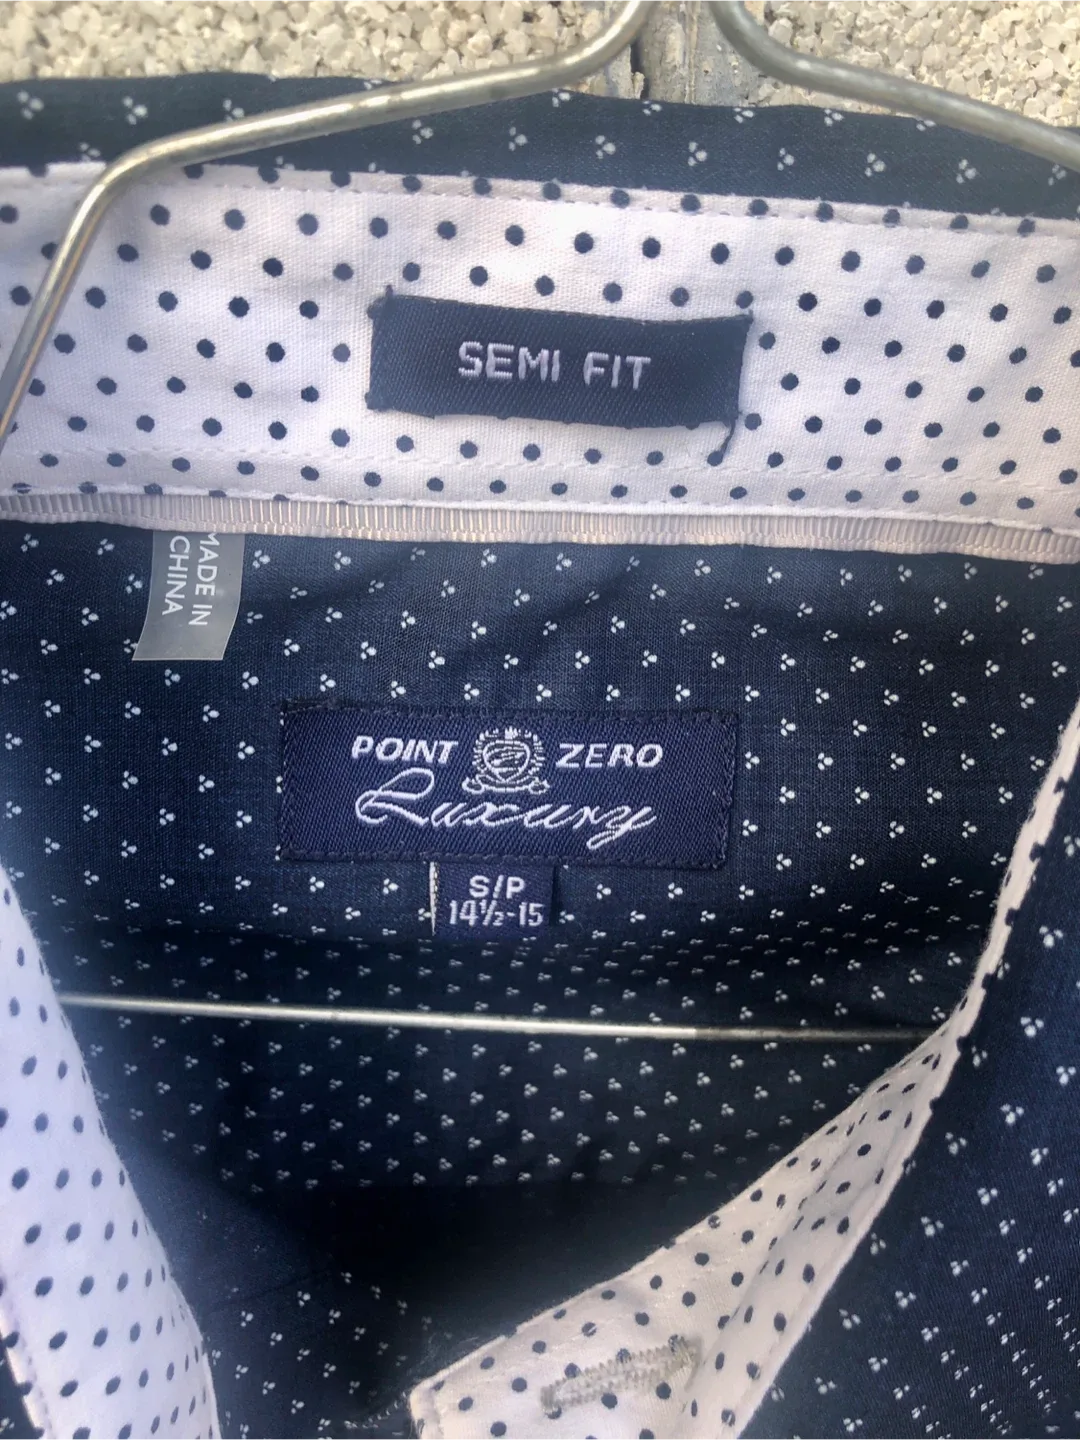 SEMI FIT
MADE IN
CHINA
POINT ZERO
Luxury
S/P
14½-15